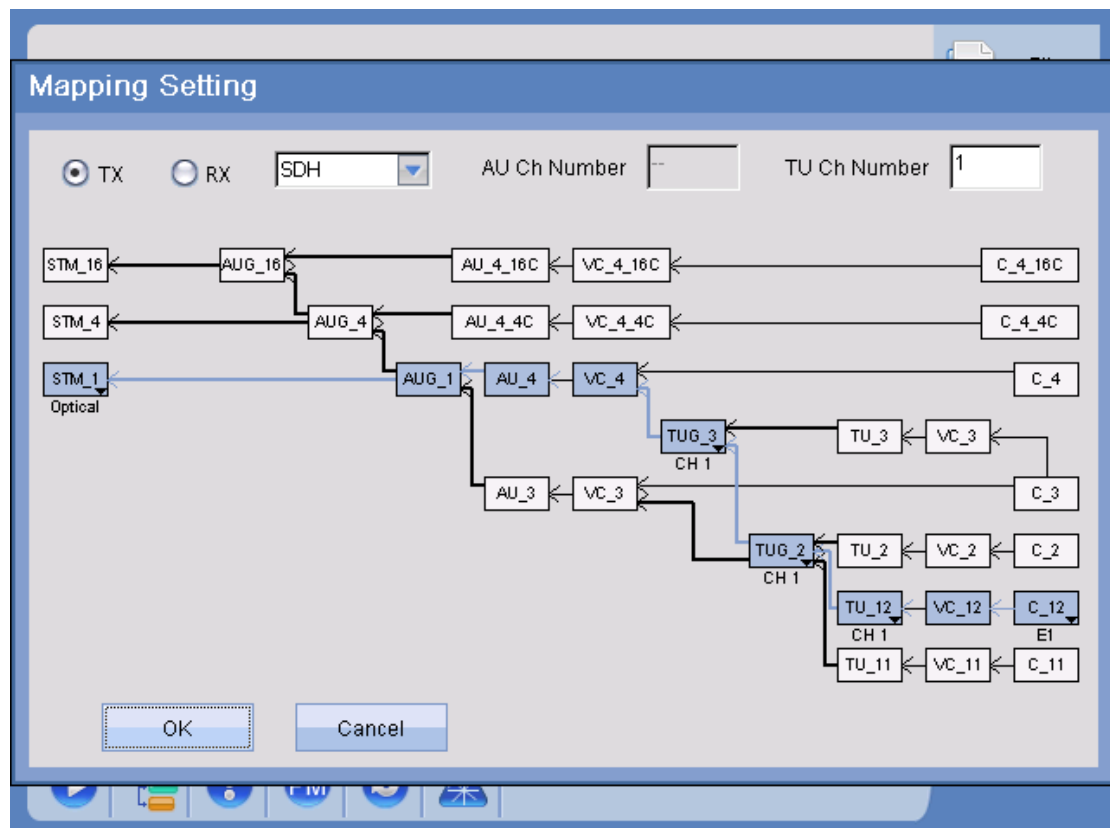 Mapping Setting
TX RX SDH AU Ch Number -- TU Ch Number 1
STM_16 AUG_16 AU_4_16C VC_4_16C C_4_16C
STM_4 AUG_4 AU_4_4C VC_4_4C C_4_4C
STM_1 AUG_1 AU_4 VC_4 C_4
Optical
TUG_3 TU_3 VC_3
CH 1
AU_3 VC_3 C_3
TUG_2 TU_2 VC_2 C_2
CH 1
TU_12 VC_12 C_12
CH 1 E1
TU_11 VC_11 C_11
OK Cancel
PM